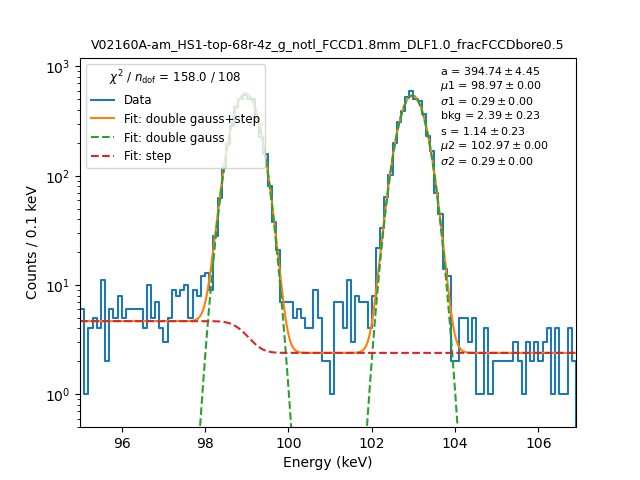 V02160A-am_HS1-top-68r-4z_g_notl_FCCD1.8mm_DLF1.0_fracFCCDbore0.5
χ² / n_dof = 158.0 / 108
Data
Fit: double gauss+step
Fit: double gauss
Fit: step
a = 394.74 ± 4.45
μ1 = 98.97 ± 0.00
σ1 = 0.29 ± 0.00
bkg = 2.39 ± 0.23
s = 1.14 ± 0.23
μ2 = 102.97 ± 0.00
σ2 = 0.29 ± 0.00
Counts / 0.1 keV
10³
10²
10¹
10⁰
96 98 100 102 104 106
Energy (keV)